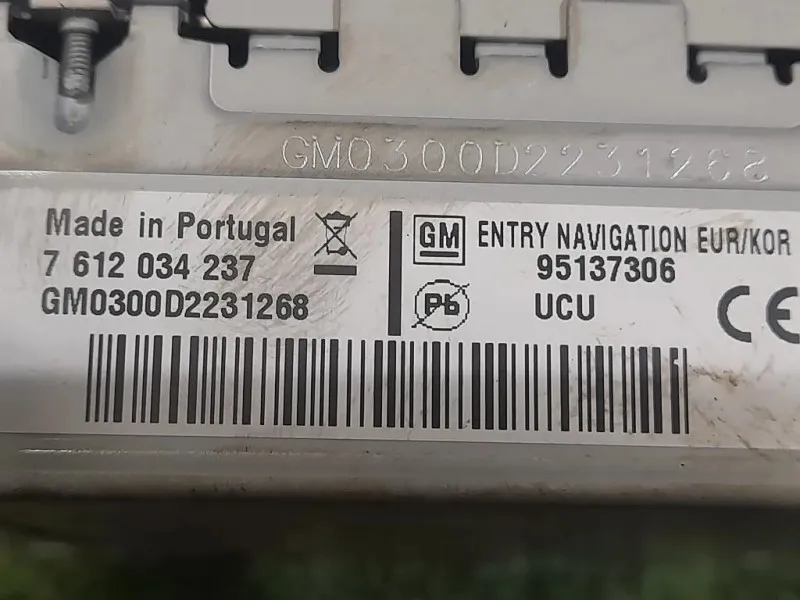 GM0300D2231268
Made in Portugal
7 612 034 237
GM0300D2231268
GM ENTRY NAVIGATION EUR/KOR
95137306
Pb UCU CE